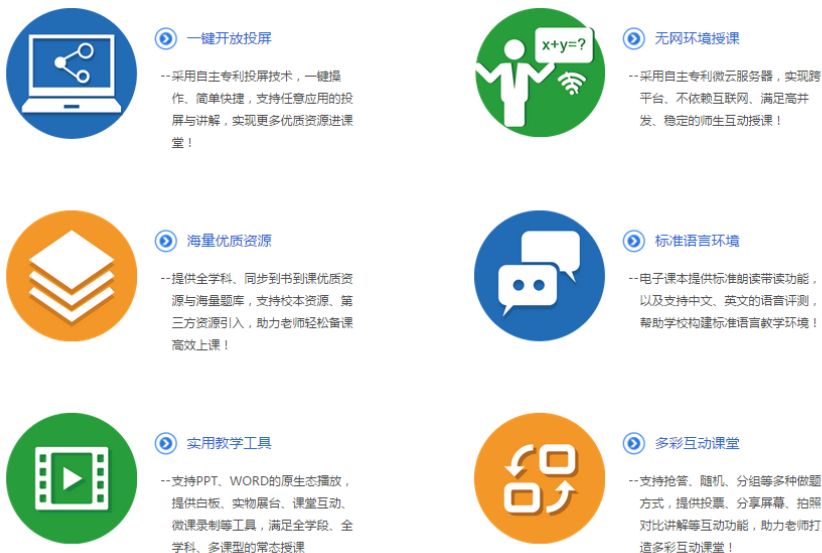 一键开放投屏
--采用自主专利投屏技术，一键操
作、简单快捷，支持任意应用的投
屏与讲解，实现更多优质资源进课
堂！
x+y=?
无网环境授课
--采用自主专利微云服务器，实现跨
平台、不依赖互联网、满足高并
发、稳定的师生互动授课！
海量优质资源
--提供全学科、同步到书到课优质资
源与海量题库，支持校本资源、第
三方资源引入，助力老师轻松备课
高效上课！
标准语言环境
--电子课本提供标准朗读带读功能，
以及支持中文、英文的语音评测，
帮助学校构建标准语言教学环境！
实用教学工具
--支持PPT、WORD的原生态播放，
提供白板、实物展台、课堂互动、
微课录制等工具，满足全学段、全
学科、多课型的常态授课
多彩互动课堂
--支持抢答、随机、分组等多种做题
方式，提供投票、分享屏幕、拍照
对比讲解等互动功能，助力老师打
造多彩互动课堂！